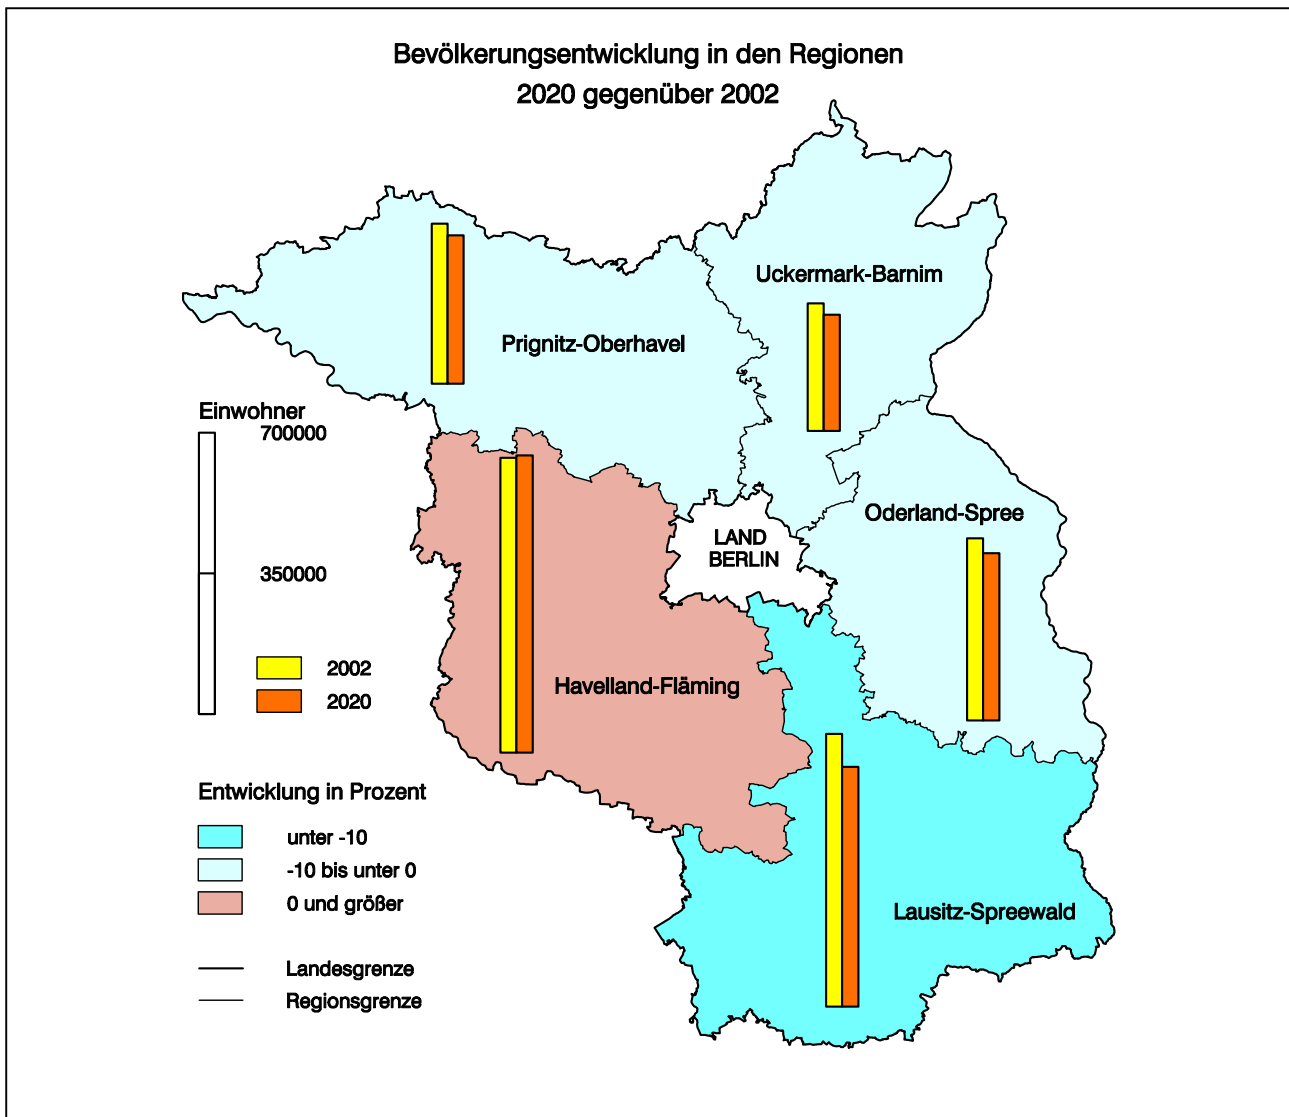 Bevölkerungsentwicklung in den Regionen
2020 gegenüber 2002
Uckermark-Barnim
Prignitz-Oberhavel
Einwohner
700000
350000
2002
2020
Oderland-Spree
LAND
BERLIN
Havelland-Fläming
Entwicklung in Prozent
unter -10
-10 bis unter 0
0 und größer
Lausitz-Spreewald
Landesgrenze
Regionsgrenze